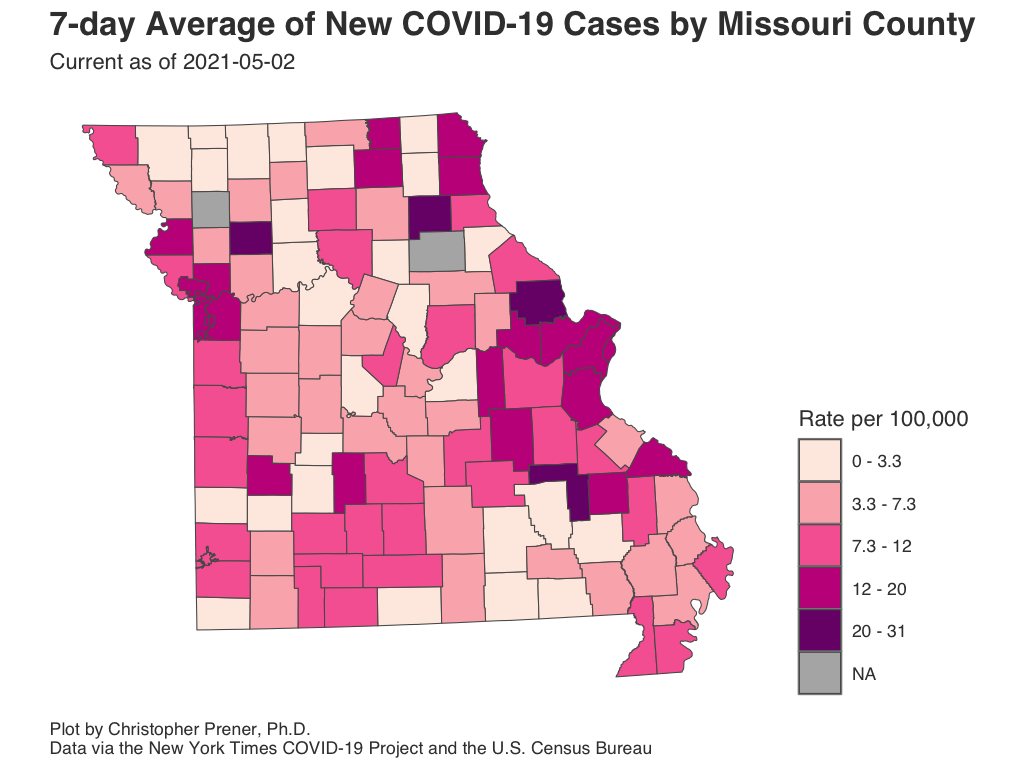 7-day Average of New COVID-19 Cases by Missouri County
Current as of 2021-05-02
Rate per 100,000
0 - 3.3
3.3 - 7.3
7.3 - 12
12 - 20
20 - 31
NA
Plot by Christopher Prener, Ph.D.
Data via the New York Times COVID-19 Project and the U.S. Census Bureau